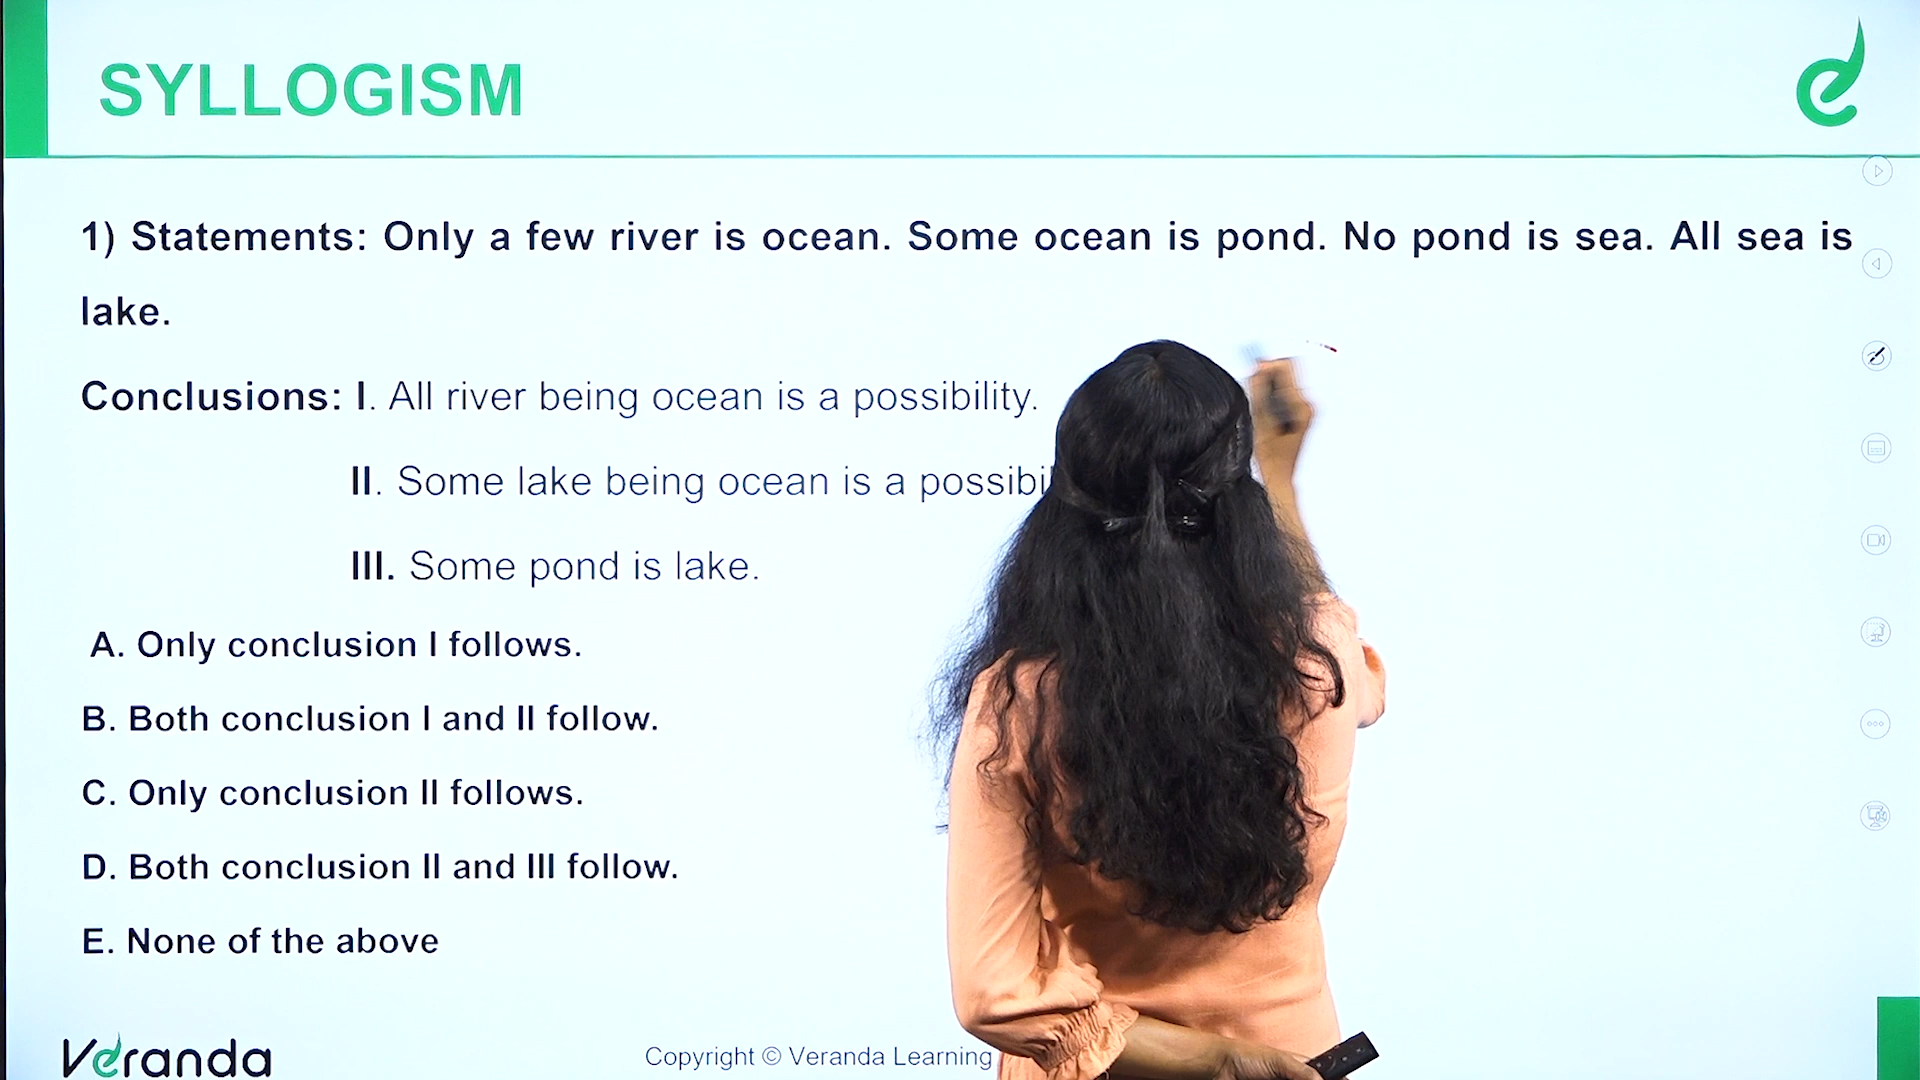 SYLLOGISM
1) Statements: Only a few river is ocean. Some ocean is pond. No pond is sea. All sea is
lake.
Conclusions: I. All river being ocean is a possibility.
II. Some lake being ocean is a
III. Some pond is lake.
A. Only conclusion I follows.
B. Both conclusion I and II follow.
C. Only conclusion II follows.
D. Both conclusion II and III follow.
E. None of the above
Veranda
Copyright © Veranda Learning